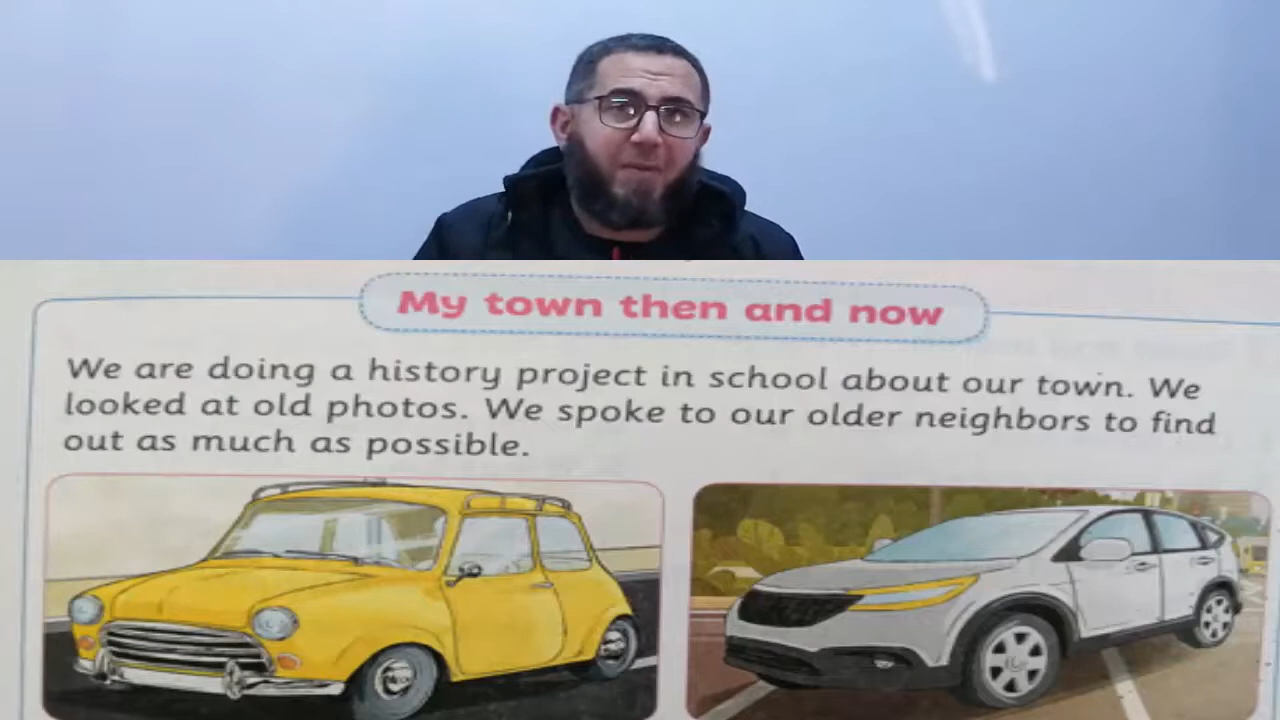 My town then and now
We are doing a history project in school about our town. We
looked at old photos. We spoke to our older neighbors to find
out as much as possible.